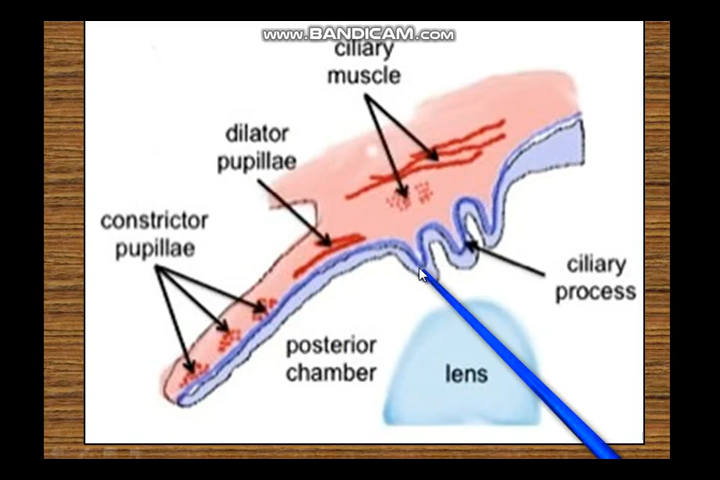 www.BANDICAM.com
ciliary
muscle
dilator
pupillae
constrictor
pupillae
ciliary
process
posterior
chamber
lens